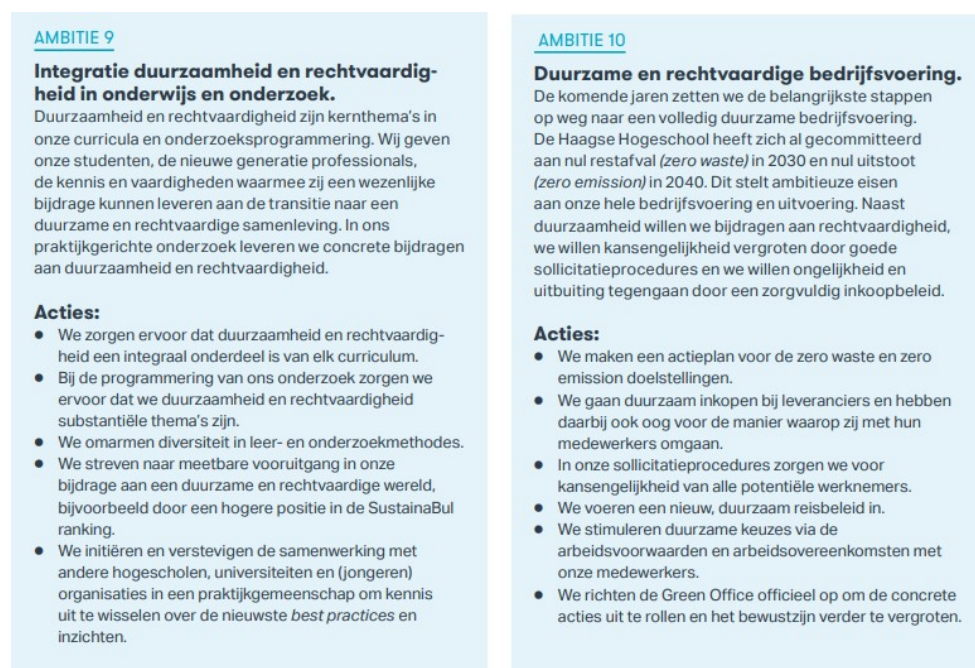 AMBITIE 9
Integratie duurzaamheid en rechtvaardig-
heid in onderwijs en onderzoek.
Duurzaamheid en rechtvaardigheid zijn kernthema's in
onze curricula en onderzoeksprogrammering. Wij geven
onze studenten, de nieuwe generatie professionals,
de kennis en vaardigheden waarmee zij een wezenlijke
bijdrage kunnen leveren aan de transitie naar een
duurzame en rechtvaardige samenleving. In ons
praktijkgerichte onderzoek leveren we concrete bijdragen
aan duurzaamheid en rechtvaardigheid.
Acties:
● We zorgen ervoor dat duurzaamheid en rechtvaardig-
heid een integraal onderdeel is van elk curriculum.
● Bij de programmering van ons onderzoek zorgen we
ervoor dat we duurzaamheid en rechtvaardigheid
substantiële thema's zijn.
● We omarmen diversiteit in leer- en onderzoekmethodes.
● We streven naar meetbare vooruitgang in onze
bijdrage aan een duurzame en rechtvaardige wereld,
bijvoorbeeld door een hogere positie in de SustainaBul
ranking.
● We initiëren en verstevigen de samenwerking met
andere hogescholen, universiteiten en (jongeren)
organisaties in een praktijkgemeenschap om kennis
uit te wisselen over de nieuwste best practices en
inzichten.
AMBITIE 10
Duurzame en rechtvaardige bedrijfsvoering.
De komende jaren zetten we de belangrijkste stappen
op weg naar een volledig duurzame bedrijfsvoering.
De Haagse Hogeschool heeft zich al gecommitteerd
aan nul restafval (zero waste) in 2030 en nul uitstoot
(zero emission) in 2040. Dit stelt ambitieuze eisen
aan onze hele bedrijfsvoering en uitvoering. Naast
duurzaamheid willen we bijdragen aan rechtvaardigheid,
we willen kansengelijkheid vergroten door goede
sollicitatieprocedures en we willen ongelijkheid en
uitbuiting tegengaan door een zorgvuldig inkoopbeleid.
Acties:
● We maken een actieplan voor de zero waste en zero
emission doelstellingen.
● We gaan duurzaam inkopen bij leveranciers en hebben
daarbij ook oog voor de manier waarop zij met hun
medewerkers omgaan.
● In onze sollicitatieprocedures zorgen we voor
kansengelijkheid van alle potentiële werknemers.
● We voeren een nieuw, duurzaam reisbeleid in.
● We stimuleren duurzame keuzes via de
arbeidsvoorwaarden en arbeidsovereenkomsten met
onze medewerkers.
● We richten de Green Office officieel op om de concrete
acties uit te rollen en het bewustzijn verder te vergroten.